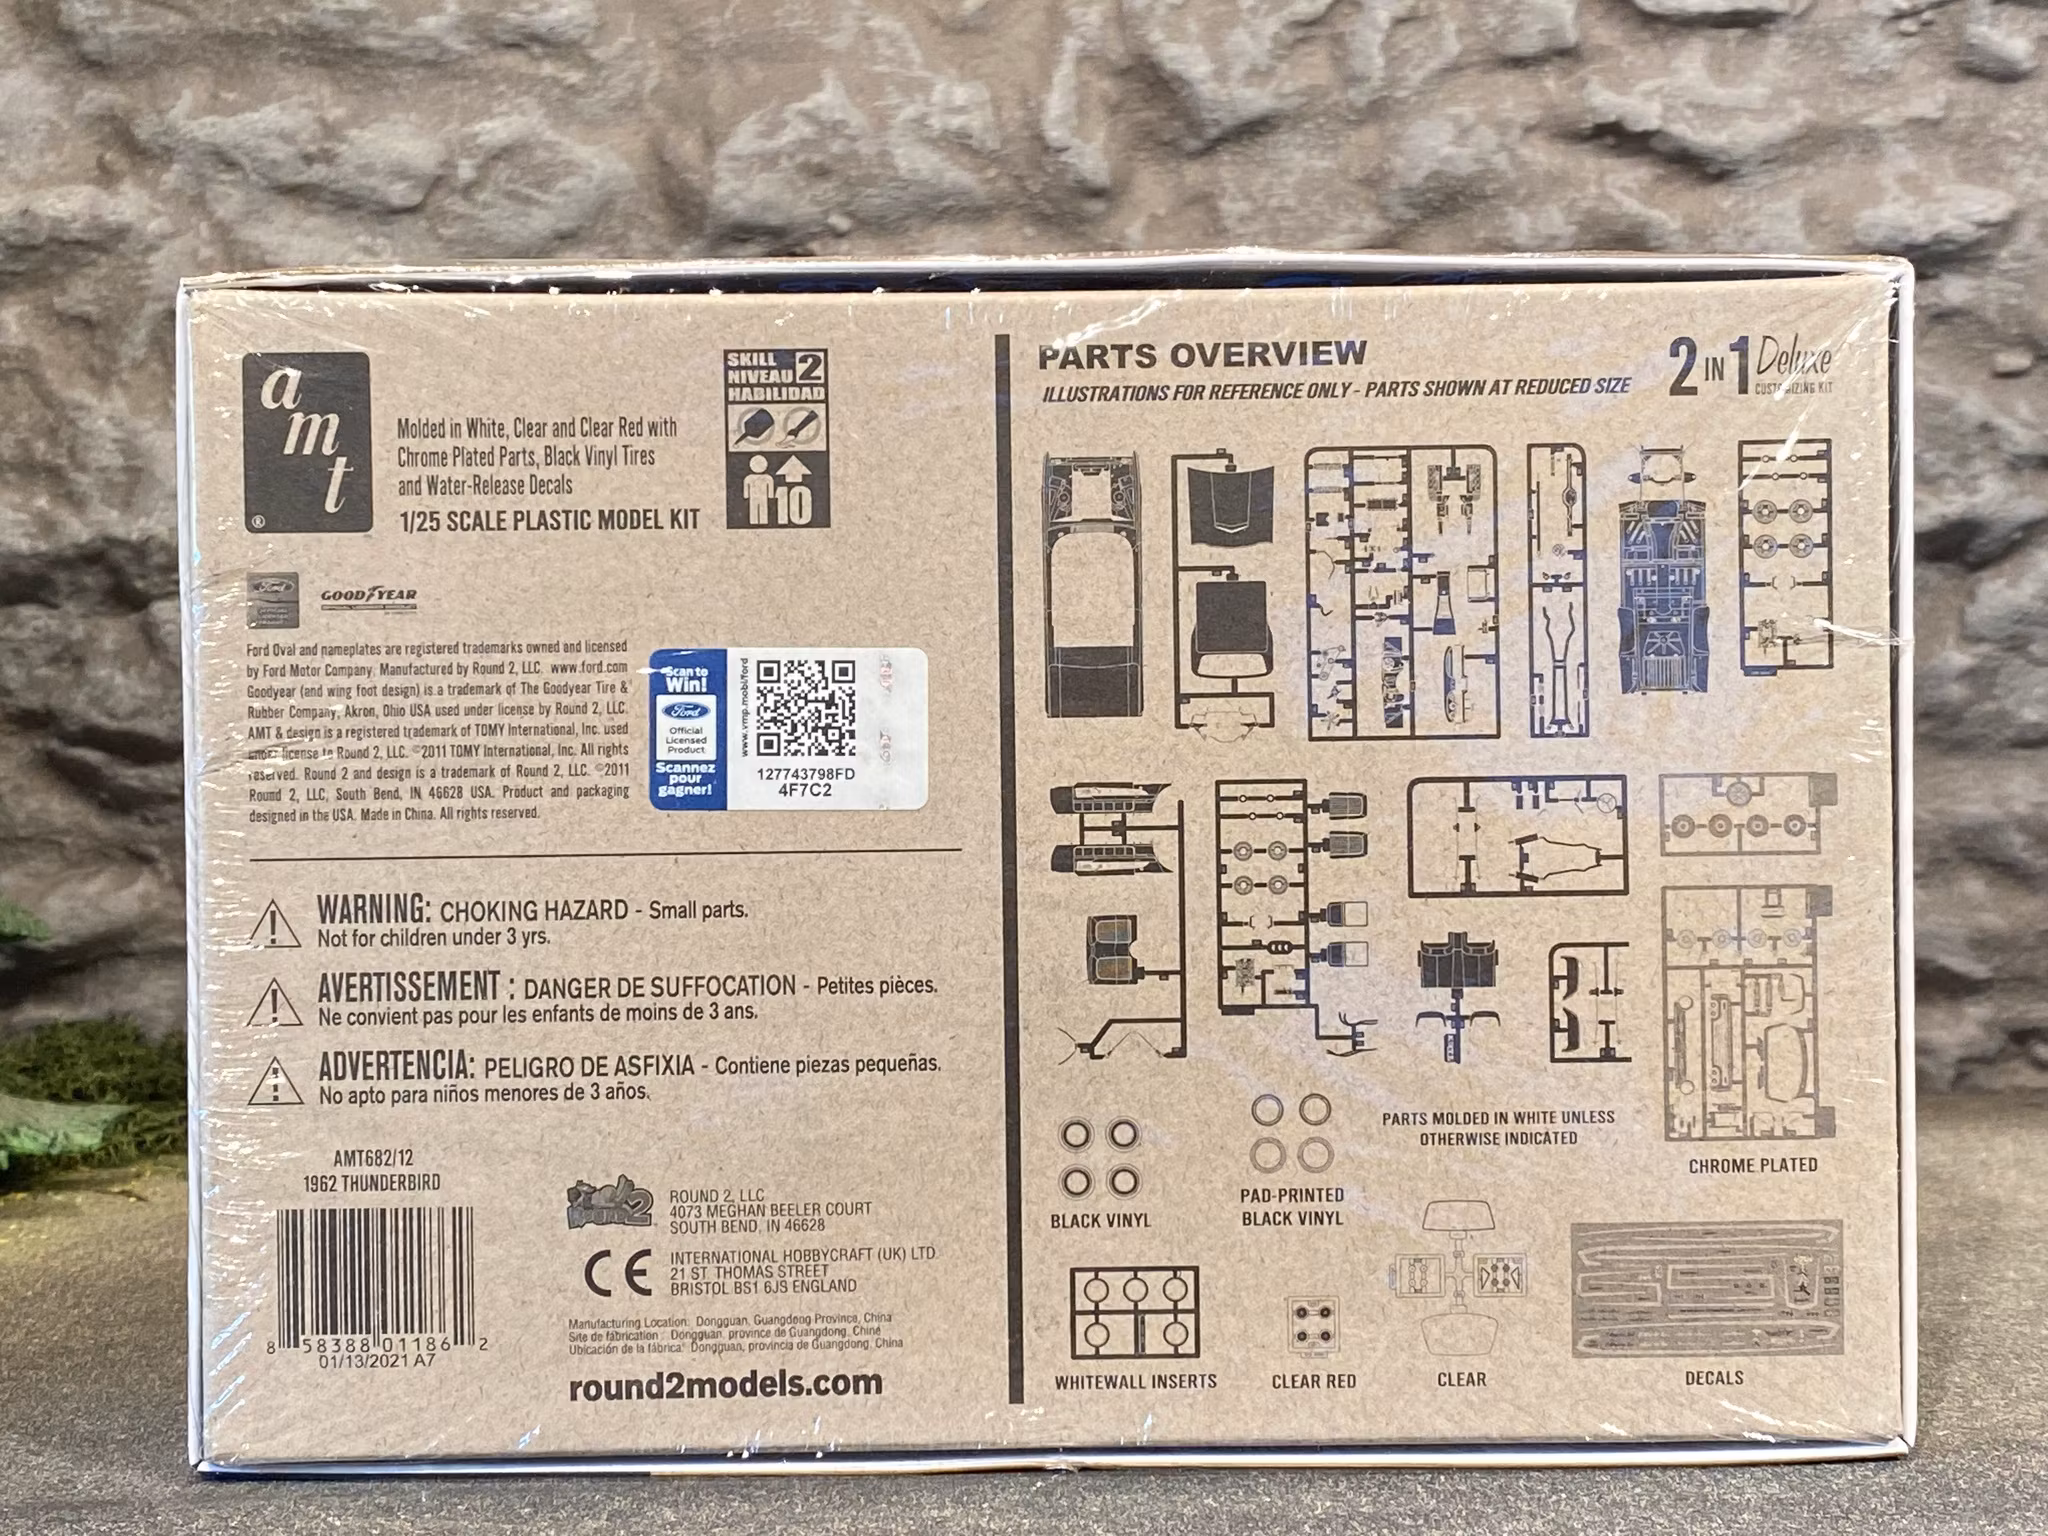 amt
®
Molded in White, Clear and Clear Red with
Chrome Plated Parts, Black Vinyl Tires
and Water-Release Decals
1/25 SCALE PLASTIC MODEL KIT
SKILL
NIVEAU 2
HABILIDAD
10
Ford
GOODYEAR
Ford Oval and nameplates are registered trademarks owned and licensed
by Ford Motor Company. Manufactured by Round 2, LLC. www.ford.com
Goodyear (and wing foot design) is a trademark of The Goodyear Tire &
Rubber Company, Akron, Ohio USA used under license by Round 2, LLC.
AMT & design is a registered trademark of TOMY International, Inc. used
under license to Round 2, LLC. ©2011 TOMY International, Inc. All rights
reserved. Round 2 and design is a trademark of Round 2, LLC. ©2011
Round 2, LLC, South Bend, IN 46628 USA. Product and packaging
designed in the USA. Made in China. All rights reserved.
Scan to
Win!
Ford
Official
Licensed
Product
Scannez
pour
gagner!
www.vmp.mobi/ford
127743798FD
4F7C2
WARNING: CHOKING HAZARD - Small parts.
Not for children under 3 yrs.
AVERTISSEMENT : DANGER DE SUFFOCATION - Petites pièces.
Ne convient pas pour les enfants de moins de 3 ans.
ADVERTENCIA: PELIGRO DE ASFIXIA - Contiene piezas pequeñas.
No apto para niños menores de 3 años.
AMT682/12
1962 THUNDERBIRD
8 58388 01186 2
01/13/2021 A7
ROUND 2, LLC
4073 MEGHAN BEELER COURT
SOUTH BEND, IN 46628
CE
INTERNATIONAL HOBBYCRAFT (UK) LTD
21 ST THOMAS STREET
BRISTOL BS1 6JS ENGLAND
Manufacturing Location: Dongguan, Guangdong Province, China
Site de fabrication: Dongguan, province de Guangdong, Chine
Ubicación de la fábrica: Dongguan, provincia de Guangdong, China
round2models.com
PARTS OVERVIEW
ILLUSTRATIONS FOR REFERENCE ONLY - PARTS SHOWN AT REDUCED SIZE
2 IN 1 Deluxe
CUSTOMIZING KIT
PARTS MOLDED IN WHITE UNLESS
OTHERWISE INDICATED
CHROME PLATED
BLACK VINYL
PAD-PRINTED
BLACK VINYL
WHITEWALL INSERTS
CLEAR RED
CLEAR
DECALS